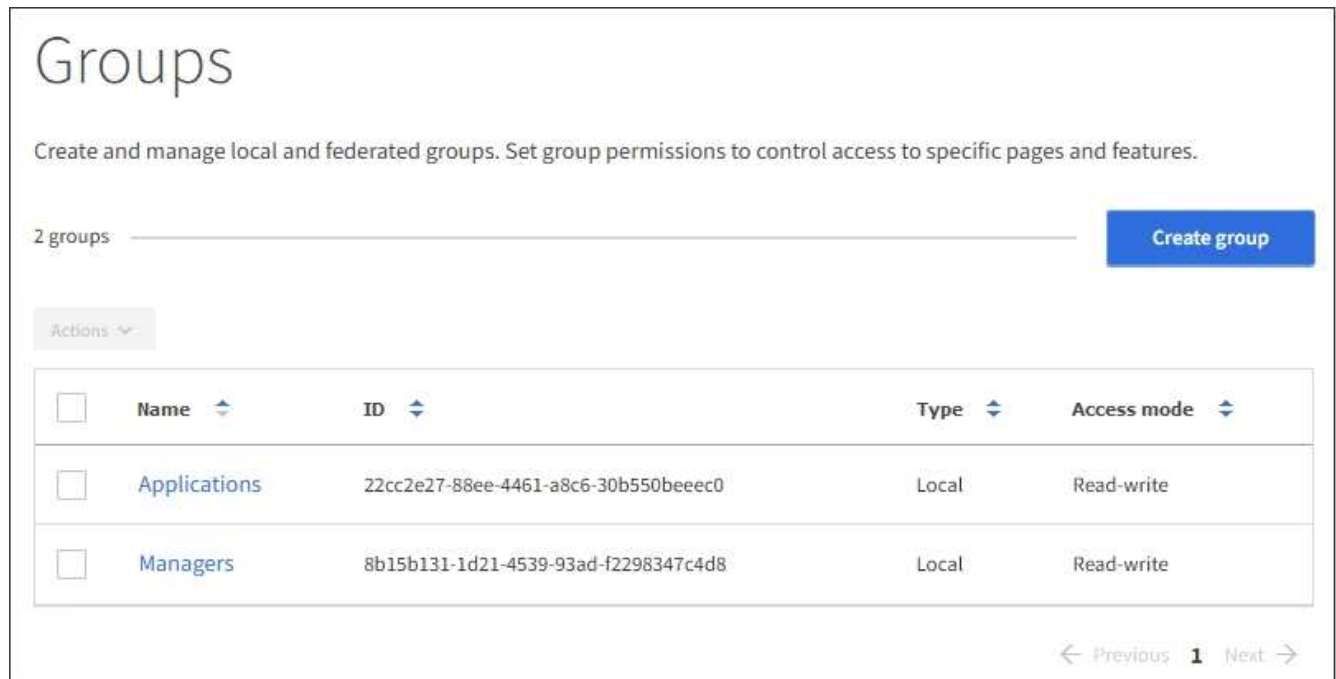 Groups
Create and manage local and federated groups. Set group permissions to control access to specific pages and features.
2 groups Create group
Actions
Name ID Type Access mode
Applications 22cc2e27-88ee-4461-a8c6-30b550beeec0 Local Read-write
Managers 8b15b131-1d21-4539-93ad-f2298347c4d8 Local Read-write
← Previous 1 Next →